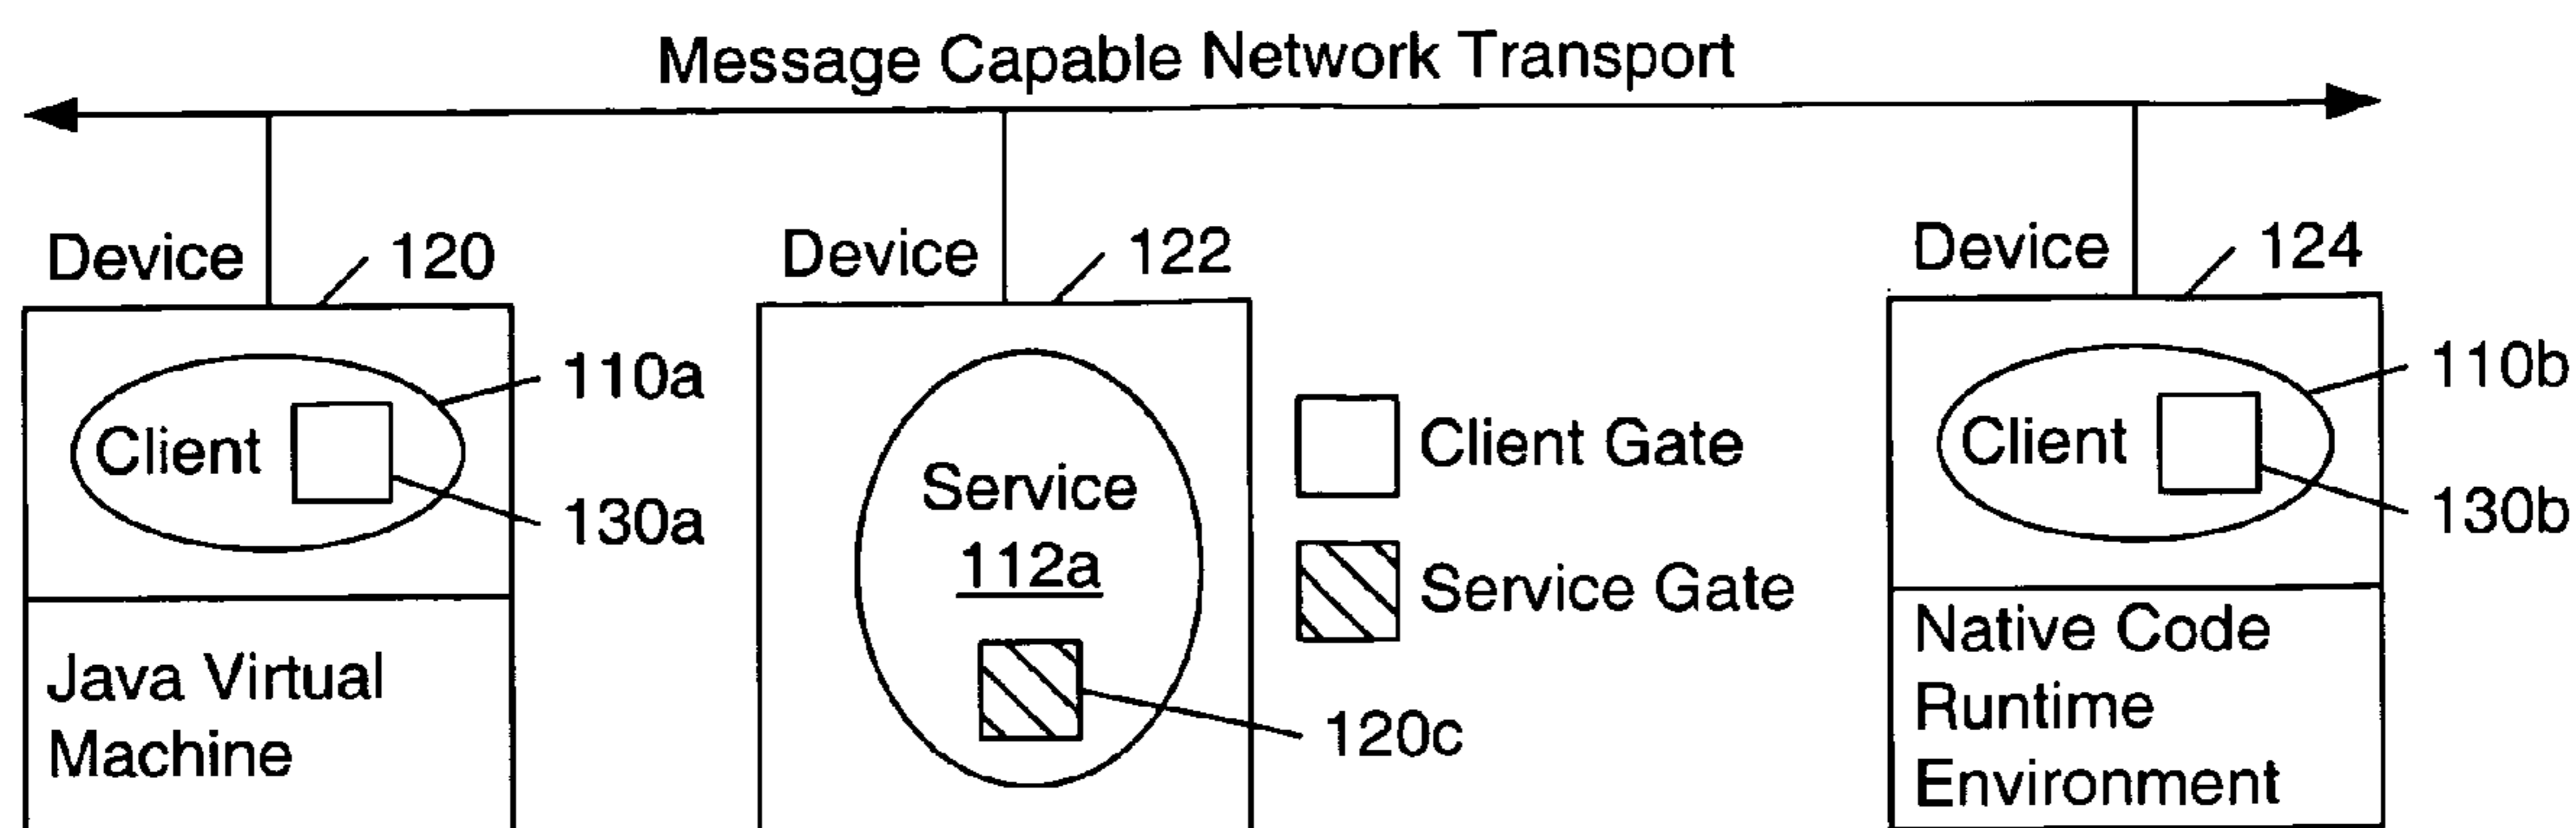 Message Capable Network Transport
Device
120
Device
122
Device
124
110a
Client
130a
Java Virtual
Machine
Service
112a
120c
Client Gate
Service Gate
110b
Client
130b
Native Code
Runtime
Environment